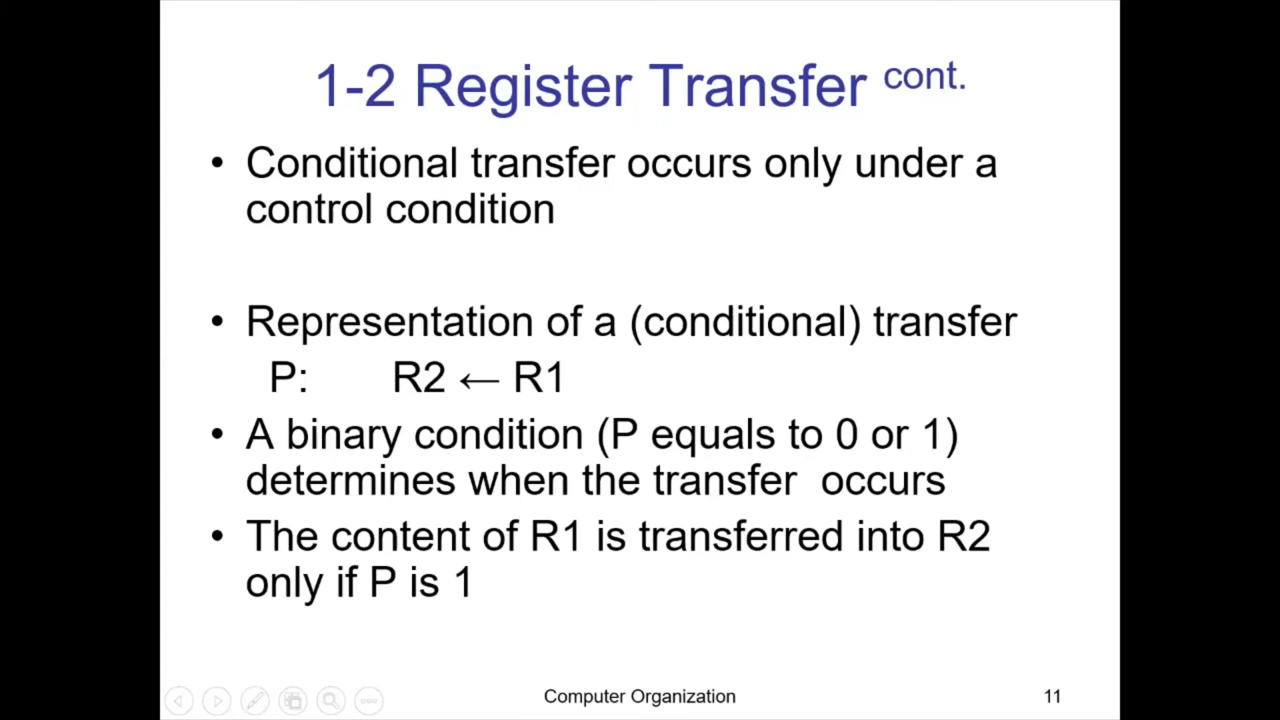 1-2 Register Transfer cont.
• Conditional transfer occurs only under a
control condition
• Representation of a (conditional) transfer
P: R2 ← R1
• A binary condition (P equals to 0 or 1)
determines when the transfer occurs
• The content of R1 is transferred into R2
only if P is 1
Computer Organization
11